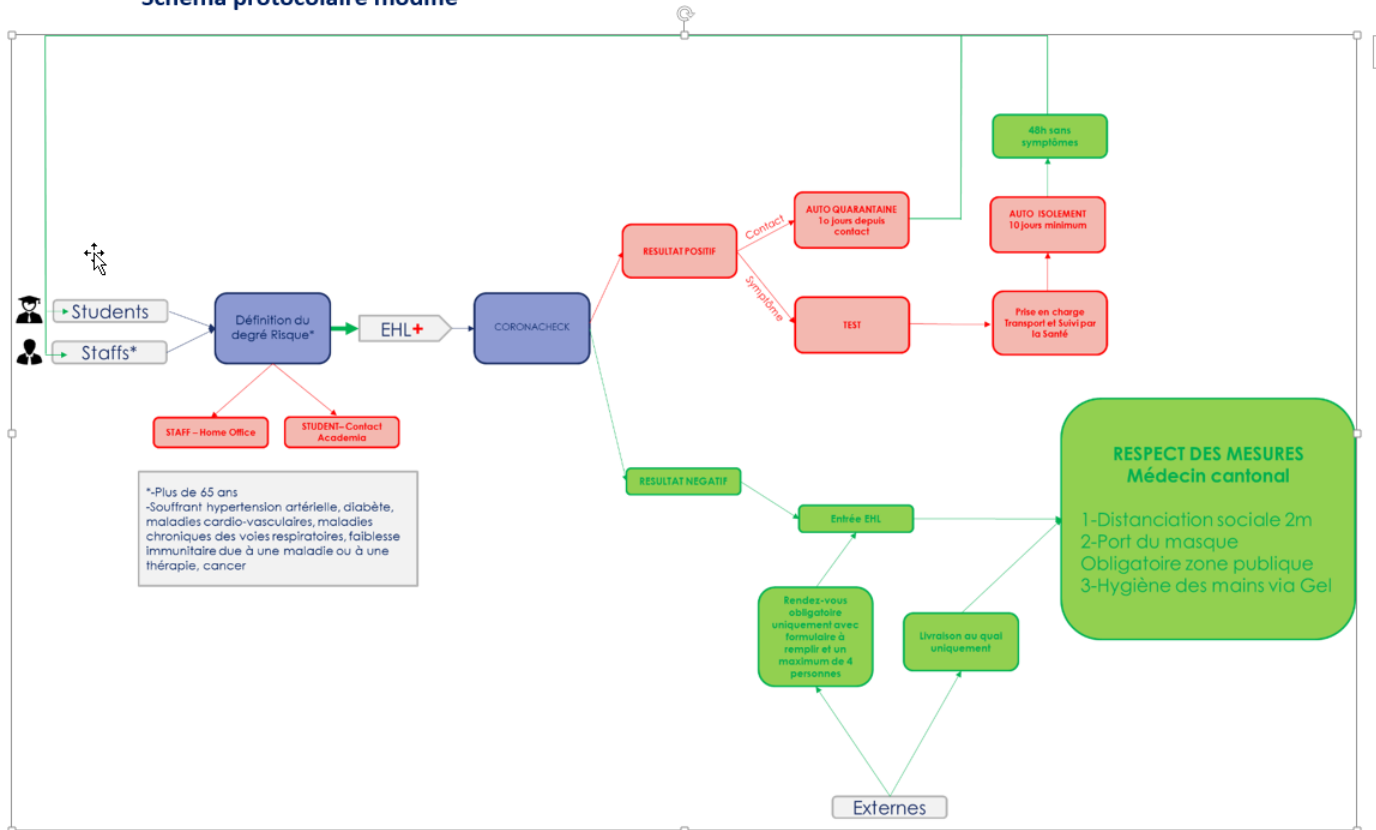 Schéma protocolaire modifié
48h sans
symptômes
AUTO QUARANTAINE
1o jours depuis
contact
AUTO ISOLEMENT
10 jours minimum
Contact
RESULTAT POSITIF
Symptôme
TEST
Prise en charge
Transport et Suivi par
la Santé
Students
Staffs*
Définition du
degré Risque*
EHL+
CORONACHECK
STAFF – Home Office
STUDENT–Contact
Academia
*-Plus de 65 ans
-Souffrant hypertension artérielle, diabète,
maladies cardio-vasculaires, maladies
chroniques des voies respiratoires, faiblesse
immunitaire due à une maladie ou à une
thérapie, cancer
RESULTAT NEGATIF
Entrée EHL
RESPECT DES MESURES
Médecin cantonal
1-Distanciation sociale 2m
2-Port du masque
Obligatoire zone publique
3-Hygiène des mains via Gel
Rendez-vous
obligatoire
uniquement avec
formulaire à
remplir et un
maximum de 4
personnes
Livraison au quai
uniquement
Externes